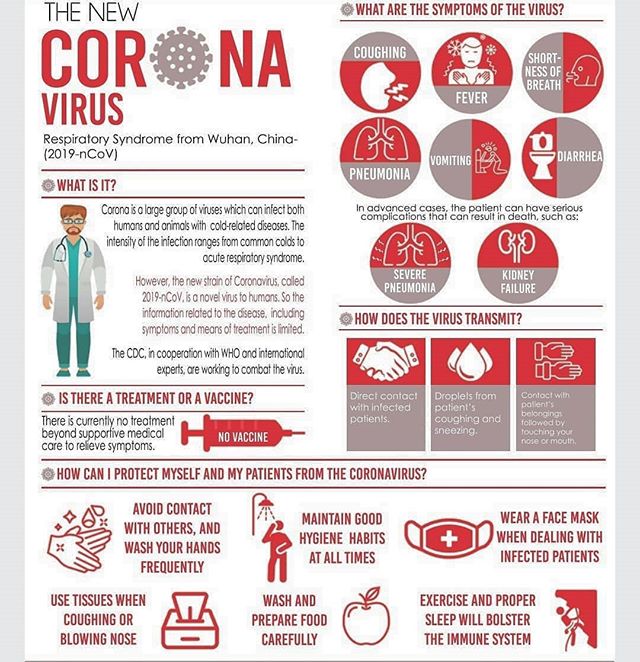 THE NEW
CORONA
VIRUS
Respiratory Syndrome from Wuhan, China-
(2019-nCoV)
WHAT IS IT?
Corona is a large group of viruses which can infect both
humans and animals with cold-related diseases. The
intensity of the infection ranges from common colds to
acute respiratory syndrome.
However, the new strain of Coronavirus, called
2019-nCoV, is a novel virus to humans. So the
information related to the disease, including
symptoms and means of treatment is limited.
The CDC, in cooperation with WHO and international
experts, are working to combat the virus.
IS THERE A TREATMENT OR A VACCINE?
There is currently no treatment
beyond supportive medical
care to relieve symptoms.
NO VACCINE
WHAT ARE THE SYMPTOMS OF THE VIRUS?
COUGHING
FEVER
SHORT-
NESS OF
BREATH
PNEUMONIA
VOMITING
DIARRHEA
In advanced cases, the patient can have serious
complications that can result in death, such as:
SEVERE
PNEUMONIA
KIDNEY
FAILURE
HOW DOES THE VIRUS TRANSMIT?
Direct contact
with infected
patients.
Droplets from
patient's
coughing and
sneezing.
Contact with
patient's
belongings
followed by
touching your
nose or mouth.
HOW CAN I PROTECT MYSELF AND MY PATIENTS FROM THE CORONAVIRUS?
AVOID CONTACT
WITH OTHERS, AND
WASH YOUR HANDS
FREQUENTLY
MAINTAIN GOOD
HYGIENE HABITS
AT ALL TIMES
WEAR A FACE MASK
WHEN DEALING WITH
INFECTED PATIENTS
USE TISSUES WHEN
COUGHING OR
BLOWING NOSE
WASH AND
PREPARE FOOD
CAREFULLY
EXERCISE AND PROPER
SLEEP WILL BOLSTER
THE IMMUNE SYSTEM